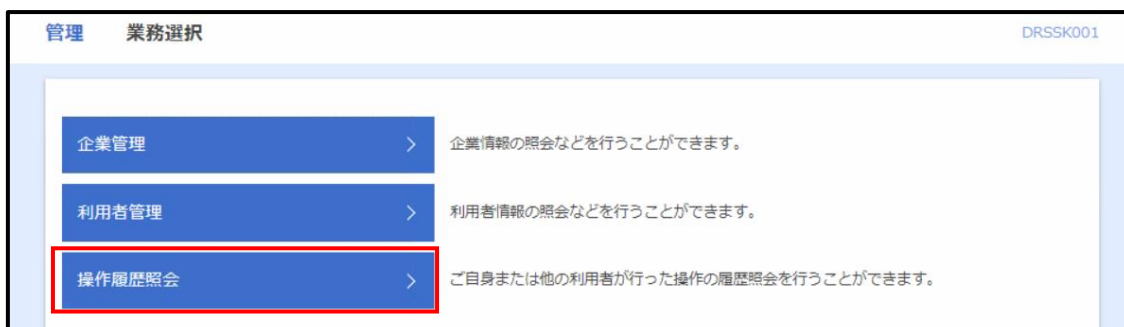 管理 業務選択 DRSSK001
企業管理 企業情報の照会などを行うことができます。
利用者管理 利用者情報の照会などを行うことができます。
操作履歴照会 ご自身または他の利用者が行った操作の履歴照会を行うことができます。